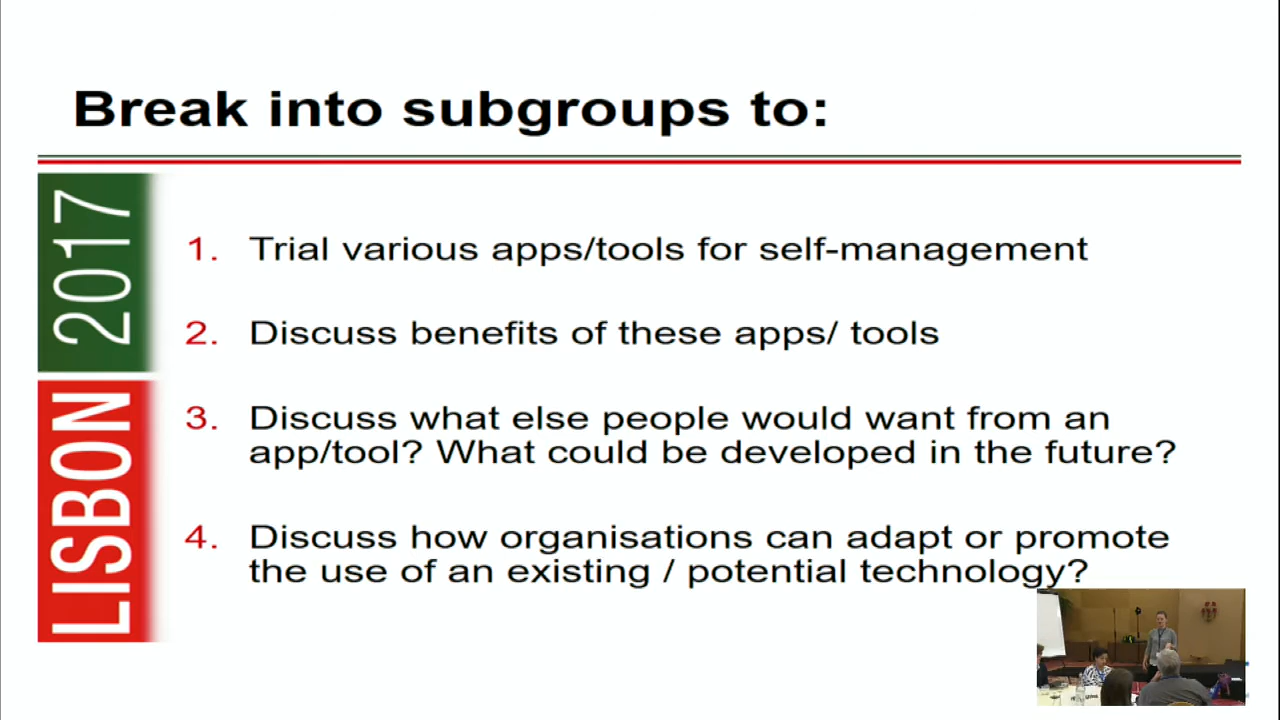 Break into subgroups to:
2017
LISBON
1. Trial various apps/tools for self-management
2. Discuss benefits of these apps/ tools
3. Discuss what else people would want from an
app/tool? What could be developed in the future?
4. Discuss how organisations can adapt or promote
the use of an existing / potential technology?